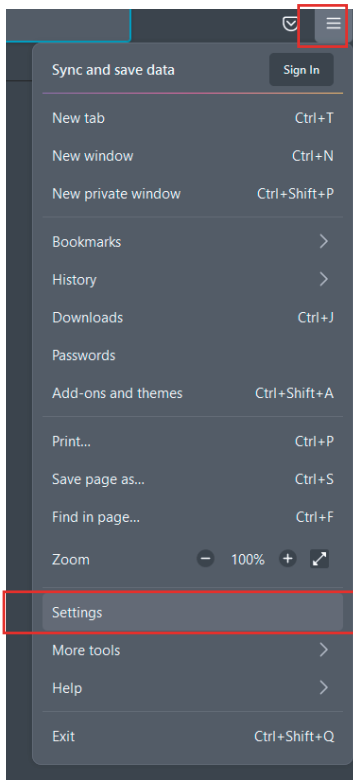 Sync and save data Sign In
New tab Ctrl+T
New window Ctrl+N
New private window Ctrl+Shift+P
Bookmarks
History
Downloads Ctrl+J
Passwords
Add-ons and themes Ctrl+Shift+A
Print... Ctrl+P
Save page as... Ctrl+S
Find in page... Ctrl+F
Zoom 100%
Settings
More tools
Help
Exit Ctrl+Shift+Q